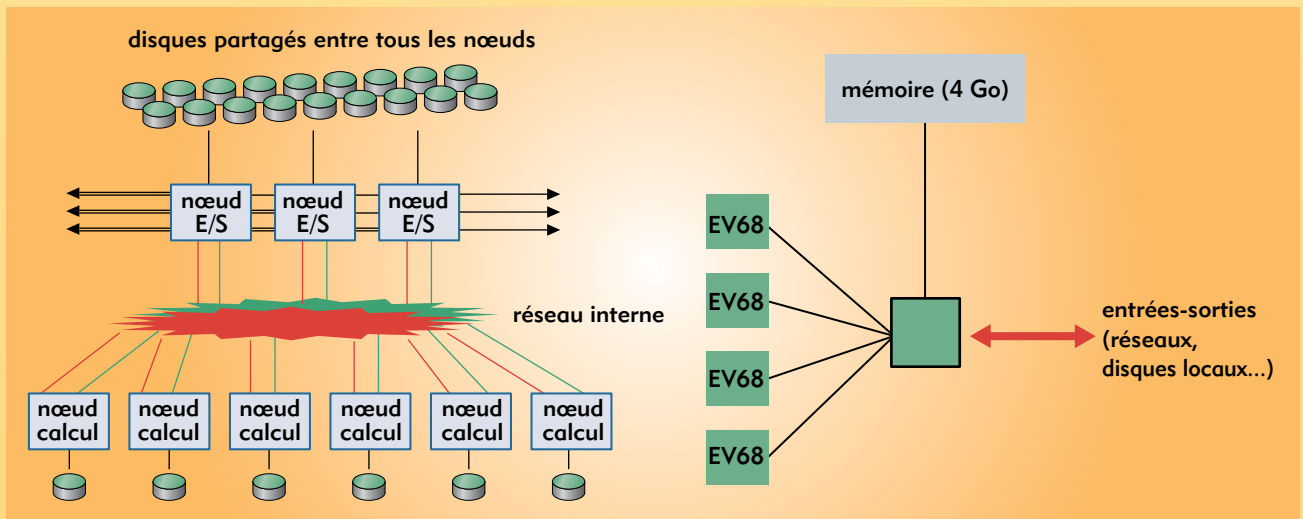 disques partagés entre tous les nœuds
nœud
E/S
nœud
E/S
nœud
E/S
réseau interne
nœud
calcul
nœud
calcul
nœud
calcul
nœud
calcul
nœud
calcul
nœud
calcul
mémoire (4 Go)
EV68
EV68
EV68
EV68
entrées-sorties
(réseaux,
disques locaux...)